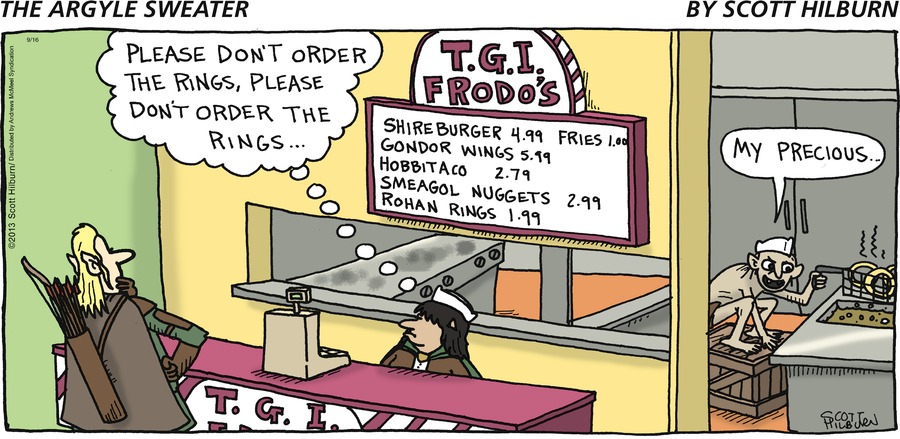 THE ARGYLE SWEATER
BY SCOTT HILBURN
9/16
©2013 Scott Hilburn/ Distributed by Andrews McMeel Syndication
PLEASE DON'T ORDER
THE RINGS, PLEASE
DON'T ORDER THE
RINGS...
T.G.I.
FRODO'S
SHIREBURGER 4.99 FRIES 1.00
GONDOR WINGS 5.99
HOBBITACO 2.79
SMEAGOL NUGGETS 2.99
ROHAN RINGS 1.99
MY PRECIOUS...
T.G.I.
SCOTT
HILBURN